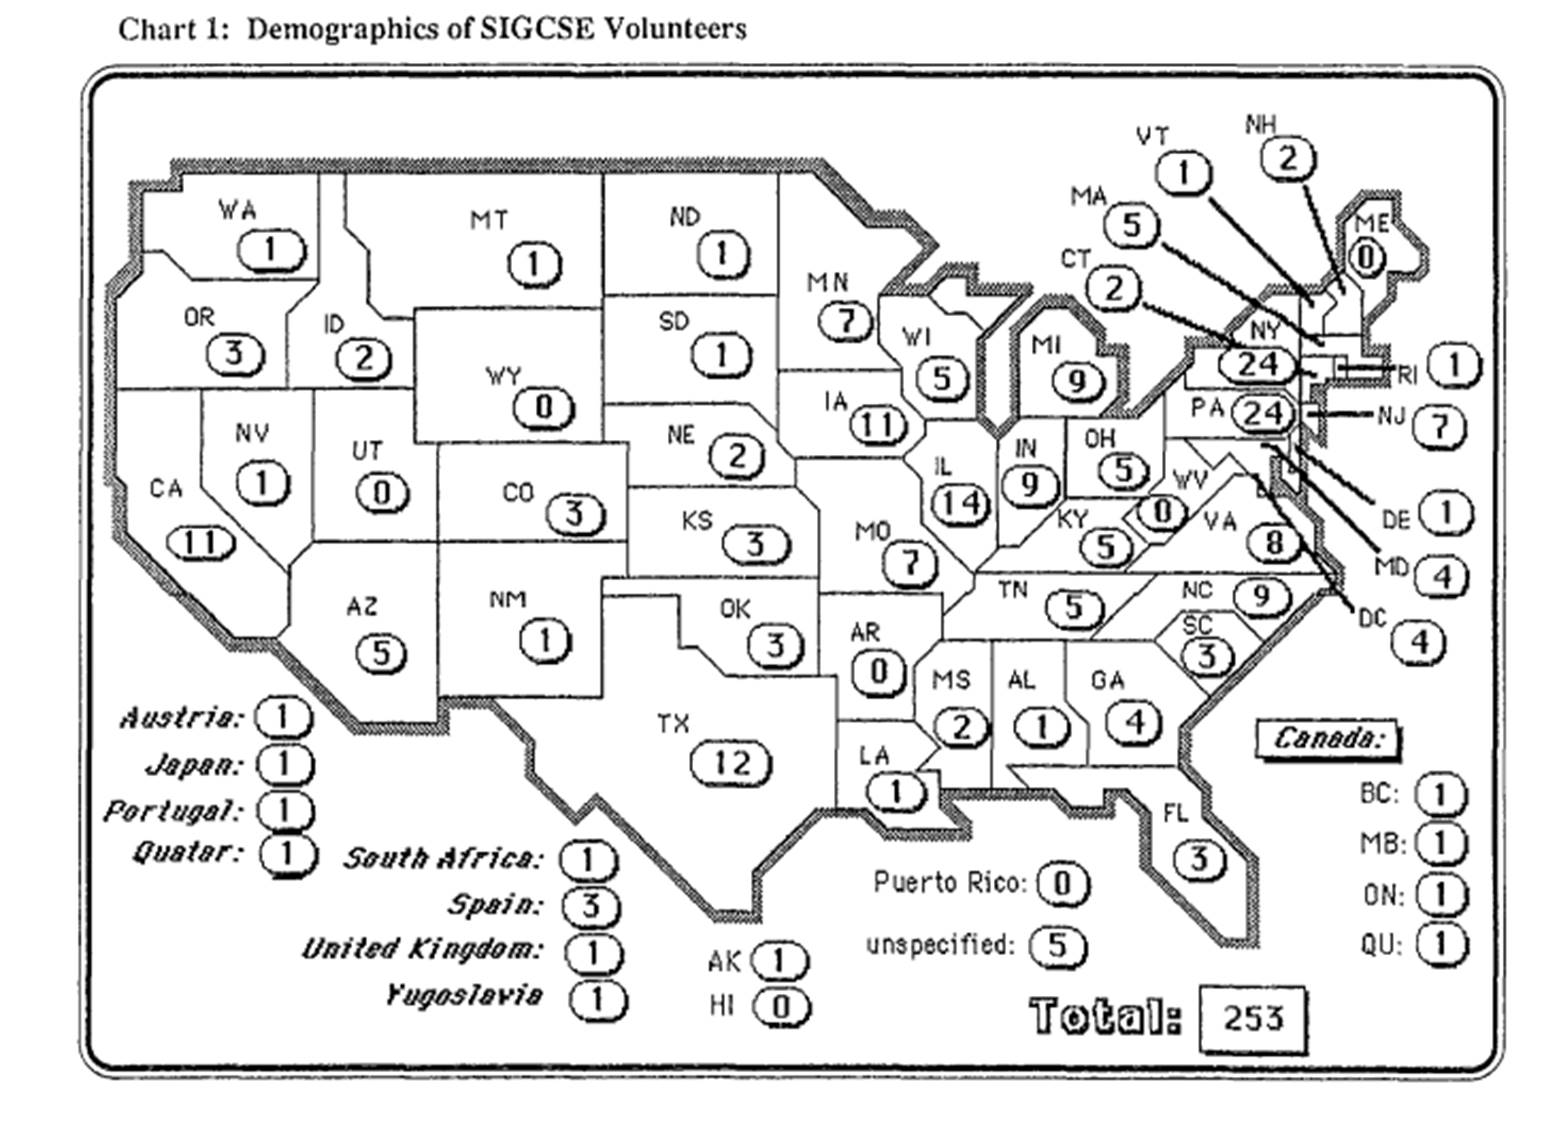 Chart 1: Demographics of SIGCSE Volunteers
VT
1
NH
2
MA
5
CT
2
ME
0
WA
1
MT
1
ND
1
MN
7
OR
3
ID
2
SD
1
WI
5
MI
9
NY
24
RI
1
WY
0
IA
11
PA
24
NJ
7
NV
1
UT
0
NE
2
IL
14
IN
9
OH
5
WV
0
CA
11
CO
3
KS
3
MO
7
KY
5
VA
8
DE
1
MD
4
DC
4
AZ
5
NM
1
OK
3
AR
0
TN
5
NC
9
SC
3
TX
12
LA
1
MS
2
AL
1
GA
4
FL
3
Austria: 1
Japan: 1
Portugal: 1
Quatar: 1
South Africa: 1
Spain: 3
United Kingdom: 1
Yugoslavia 1
AK 1
HI 0
Puerto Rico: 0
unspecified: 5
Canada:
BC: 1
MB: 1
ON: 1
QU: 1
Total: 253